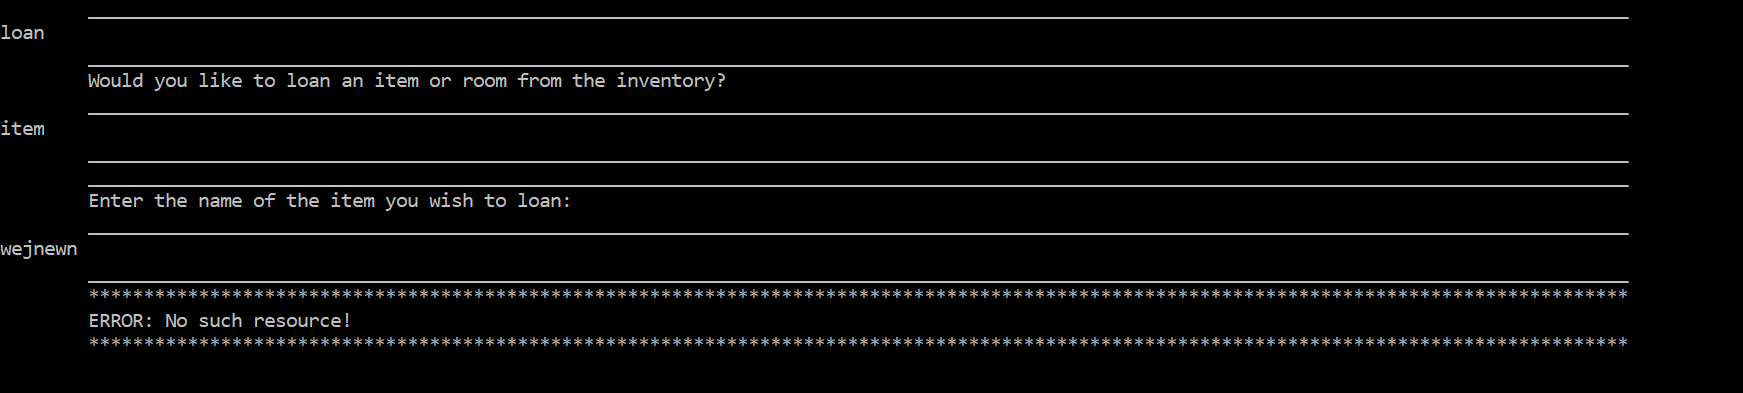 loan
Would you like to loan an item or room from the inventory?
item
Enter the name of the item you wish to loan:
wejnewn
********************************************************************************************************************************************
ERROR: No such resource!
********************************************************************************************************************************************